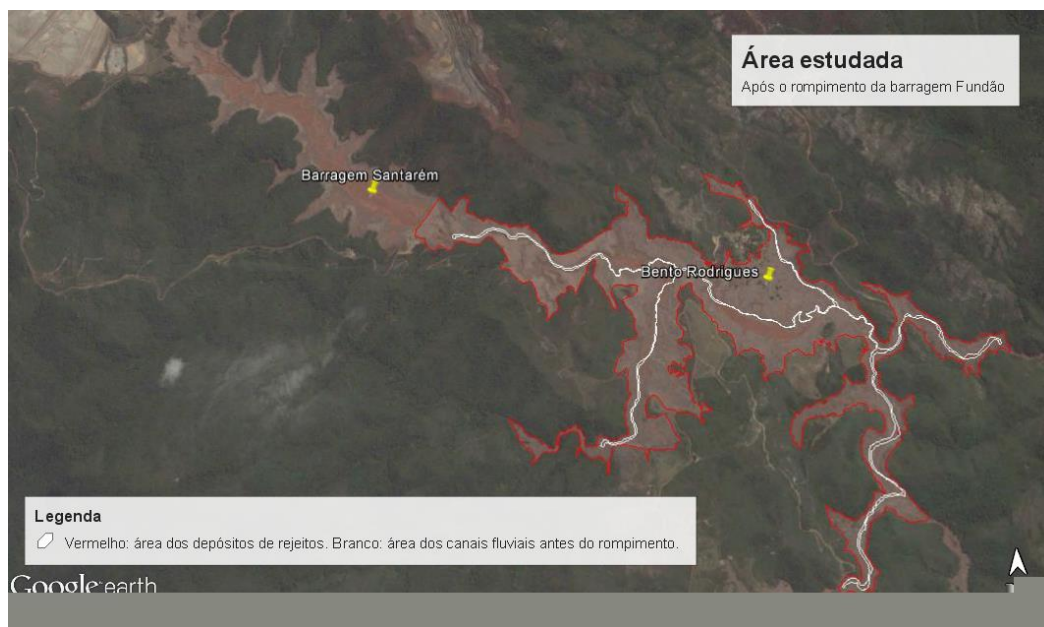 Área estudada
Após o rompimento da barragem Fundão
Barragem Santarém
Bento Rodrigues
Legenda
Vermelho: área dos depósitos de rejeitos. Branco: área dos canais fluviais antes do rompimento.
Google earth